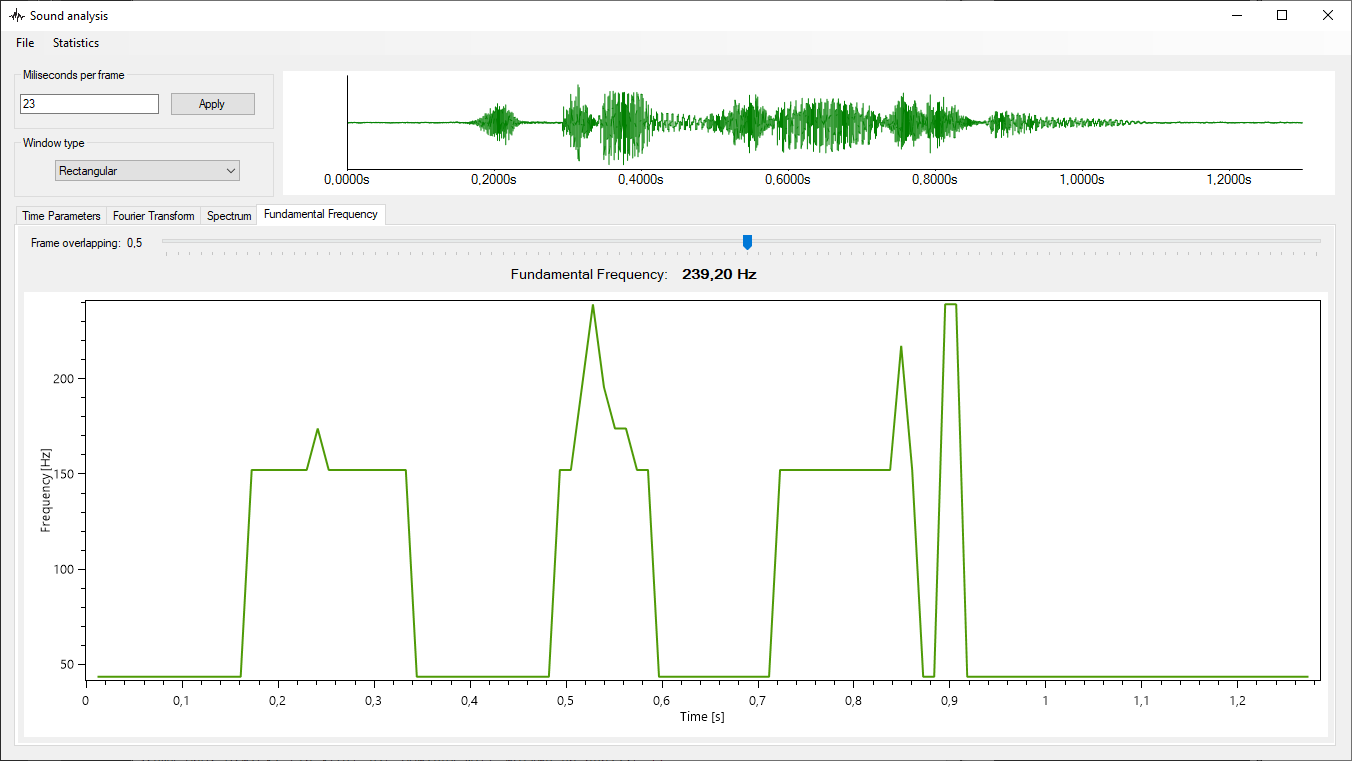 Sound analysis
File Statistics
Miliseconds per frame
23 Apply
Window type
Rectangular
0,0000s 0,2000s 0,4000s 0,6000s 0,8000s 1,0000s 1,2000s
Time Parameters Fourier Transform Spectrum Fundamental Frequency
Frame overlapping: 0,5
Fundamental Frequency: 239,20 Hz
Frequency [Hz]
200
150
100
50
0 0,1 0,2 0,3 0,4 0,5 0,6 0,7 0,8 0,9 1 1,1 1,2
Time [s]